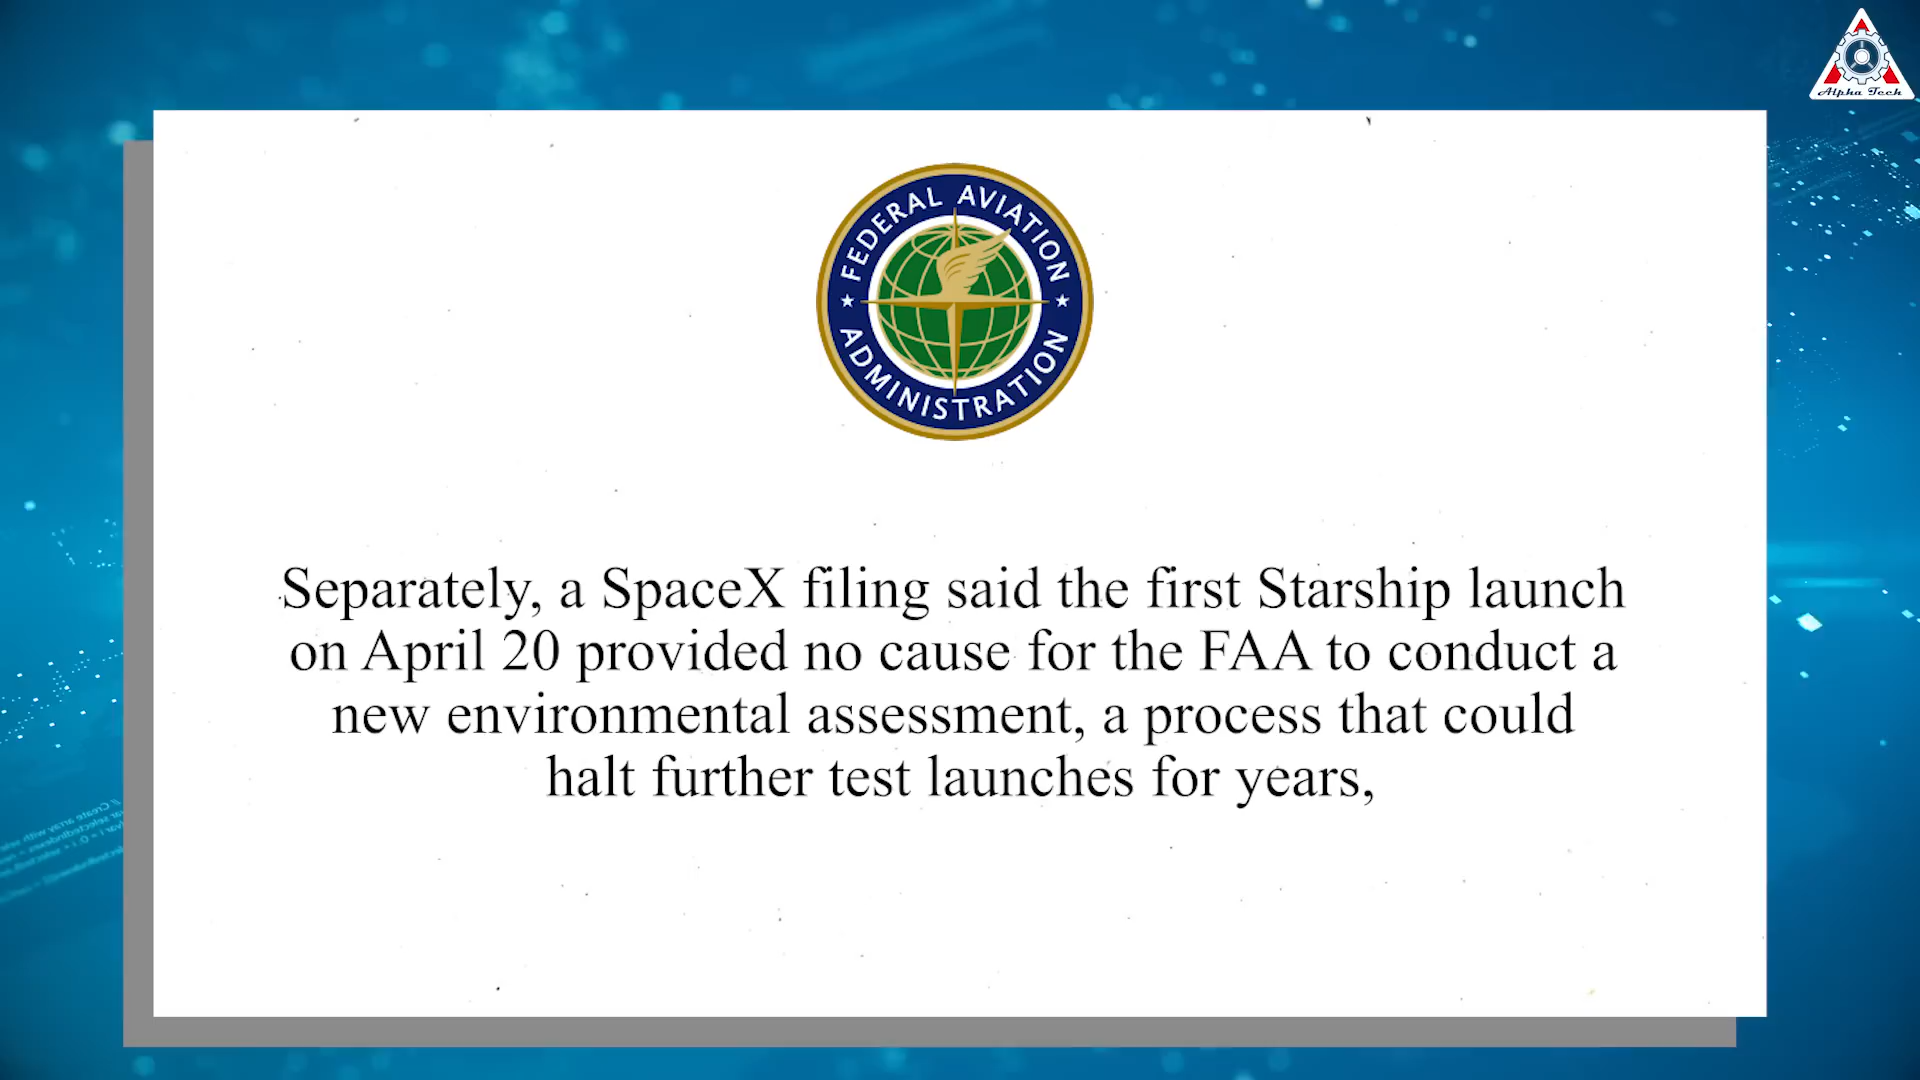 Alpha Tech
FEDERAL AVIATION
ADMINISTRATION
Separately, a SpaceX filing said the first Starship launch
on April 20 provided no cause for the FAA to conduct a
new environmental assessment, a process that could
halt further test launches for years,